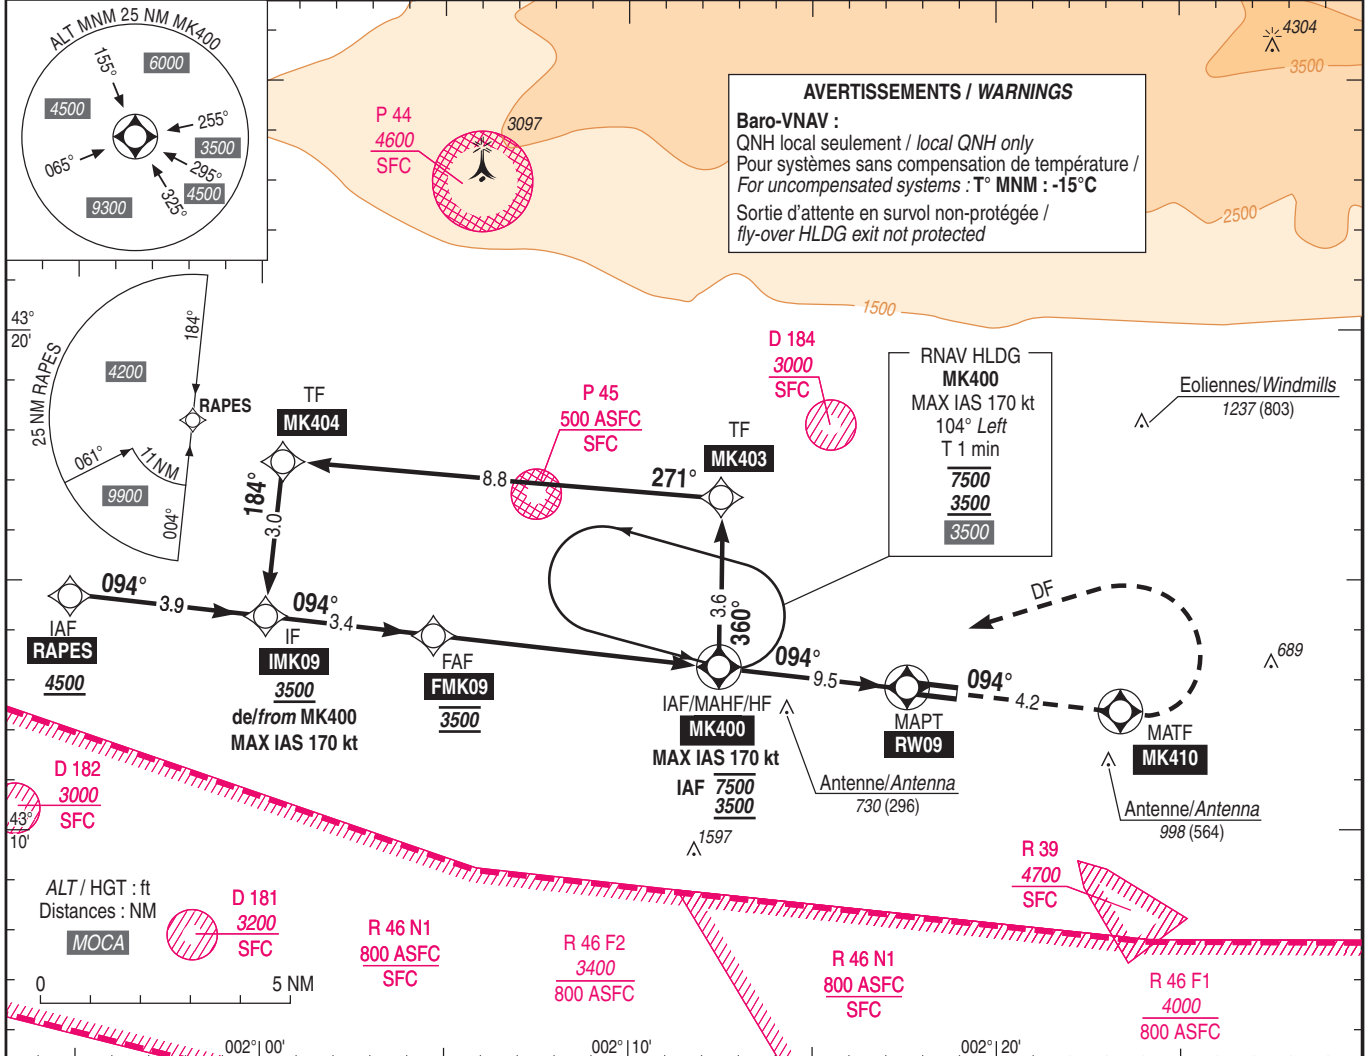 ALT MNM 25 NM MK400
155°
6000
4500
255°
3500
065°
295°
4500
325°
9300
4304
3500
P 44
4600
SFC
3097
AVERTISSEMENTS / WARNINGS
Baro-VNAV :
QNH local seulement / local QNH only
Pour systèmes sans compensation de température /
For uncompensated systems : T° MNM : -15°C
Sortie d'attente en survol non-protégée /
fly-over HLDG exit not protected
2500
1500
43°
20'
25 NM RAPES
184°
4200
RAPES
061°
11NM
9900
004°
TF
MK404
P 45
500 ASFC
SFC
D 184
3000
SFC
TF
MK403
RNAV HLDG
MK400
MAX IAS 170 kt
104° Left
T 1 min
7500
3500
3500
Eoliennes/Windmills
1237 (803)
271°
8.8
184°
3.0
3.6
360°
DF
094°
3.9
IAF
RAPES
4500
094°
3.4
IF
IMK09
3500
de/from MK400
MAX IAS 170 kt
FAF
FMK09
3500
094°
9.5
IAF/MAHF/HF
MK400
MAX IAS 170 kt
IAF 7500
3500
MAPT
RW09
094°
4.2
MATF
MK410
689
Antenne/Antenna
730 (296)
Antenne/Antenna
998 (564)
1597
D 182
3000
SFC
43°
10'
R 39
4700
SFC
ALT / HGT : ft
Distances : NM
MOCA
D 181
3200
SFC
R 46 N1
800 ASFC
SFC
R 46 F2
3400
800 ASFC
R 46 N1
800 ASFC
SFC
R 46 F1
4000
800 ASFC
0
5 NM
002° 00'
002° 10'
002° 20'